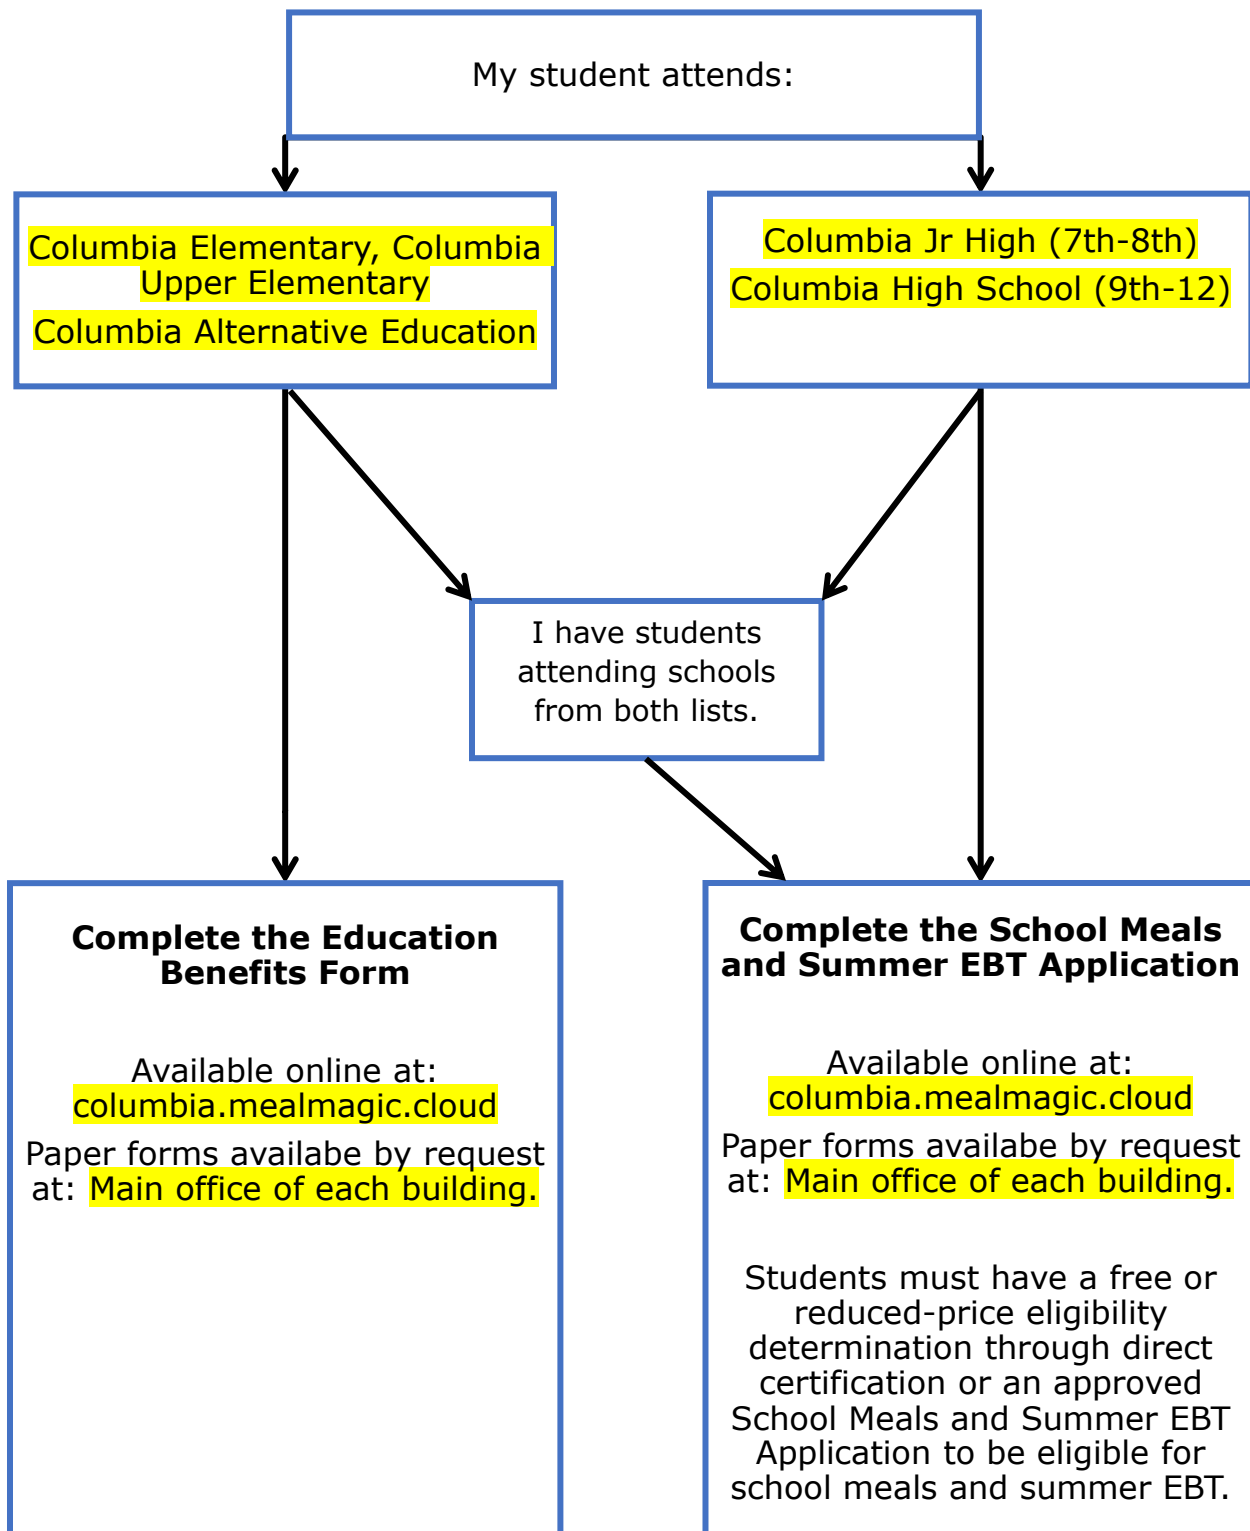 My student attends:
Columbia Elementary, Columbia
Upper Elementary
Columbia Alternative Education
Columbia Jr High (7th-8th)
Columbia High School (9th-12)
I have students
attending schools
from both lists.
Complete the Education
Benefits Form
Available online at:
columbia.mealmagic.cloud
Paper forms availabe by request
at: Main office of each building.
Complete the School Meals
and Summer EBT Application
Available online at:
columbia.mealmagic.cloud
Paper forms availabe by request
at: Main office of each building.
Students must have a free or
reduced-price eligibility
determination through direct
certification or an approved
School Meals and Summer EBT
Application to be eligible for
school meals and summer EBT.